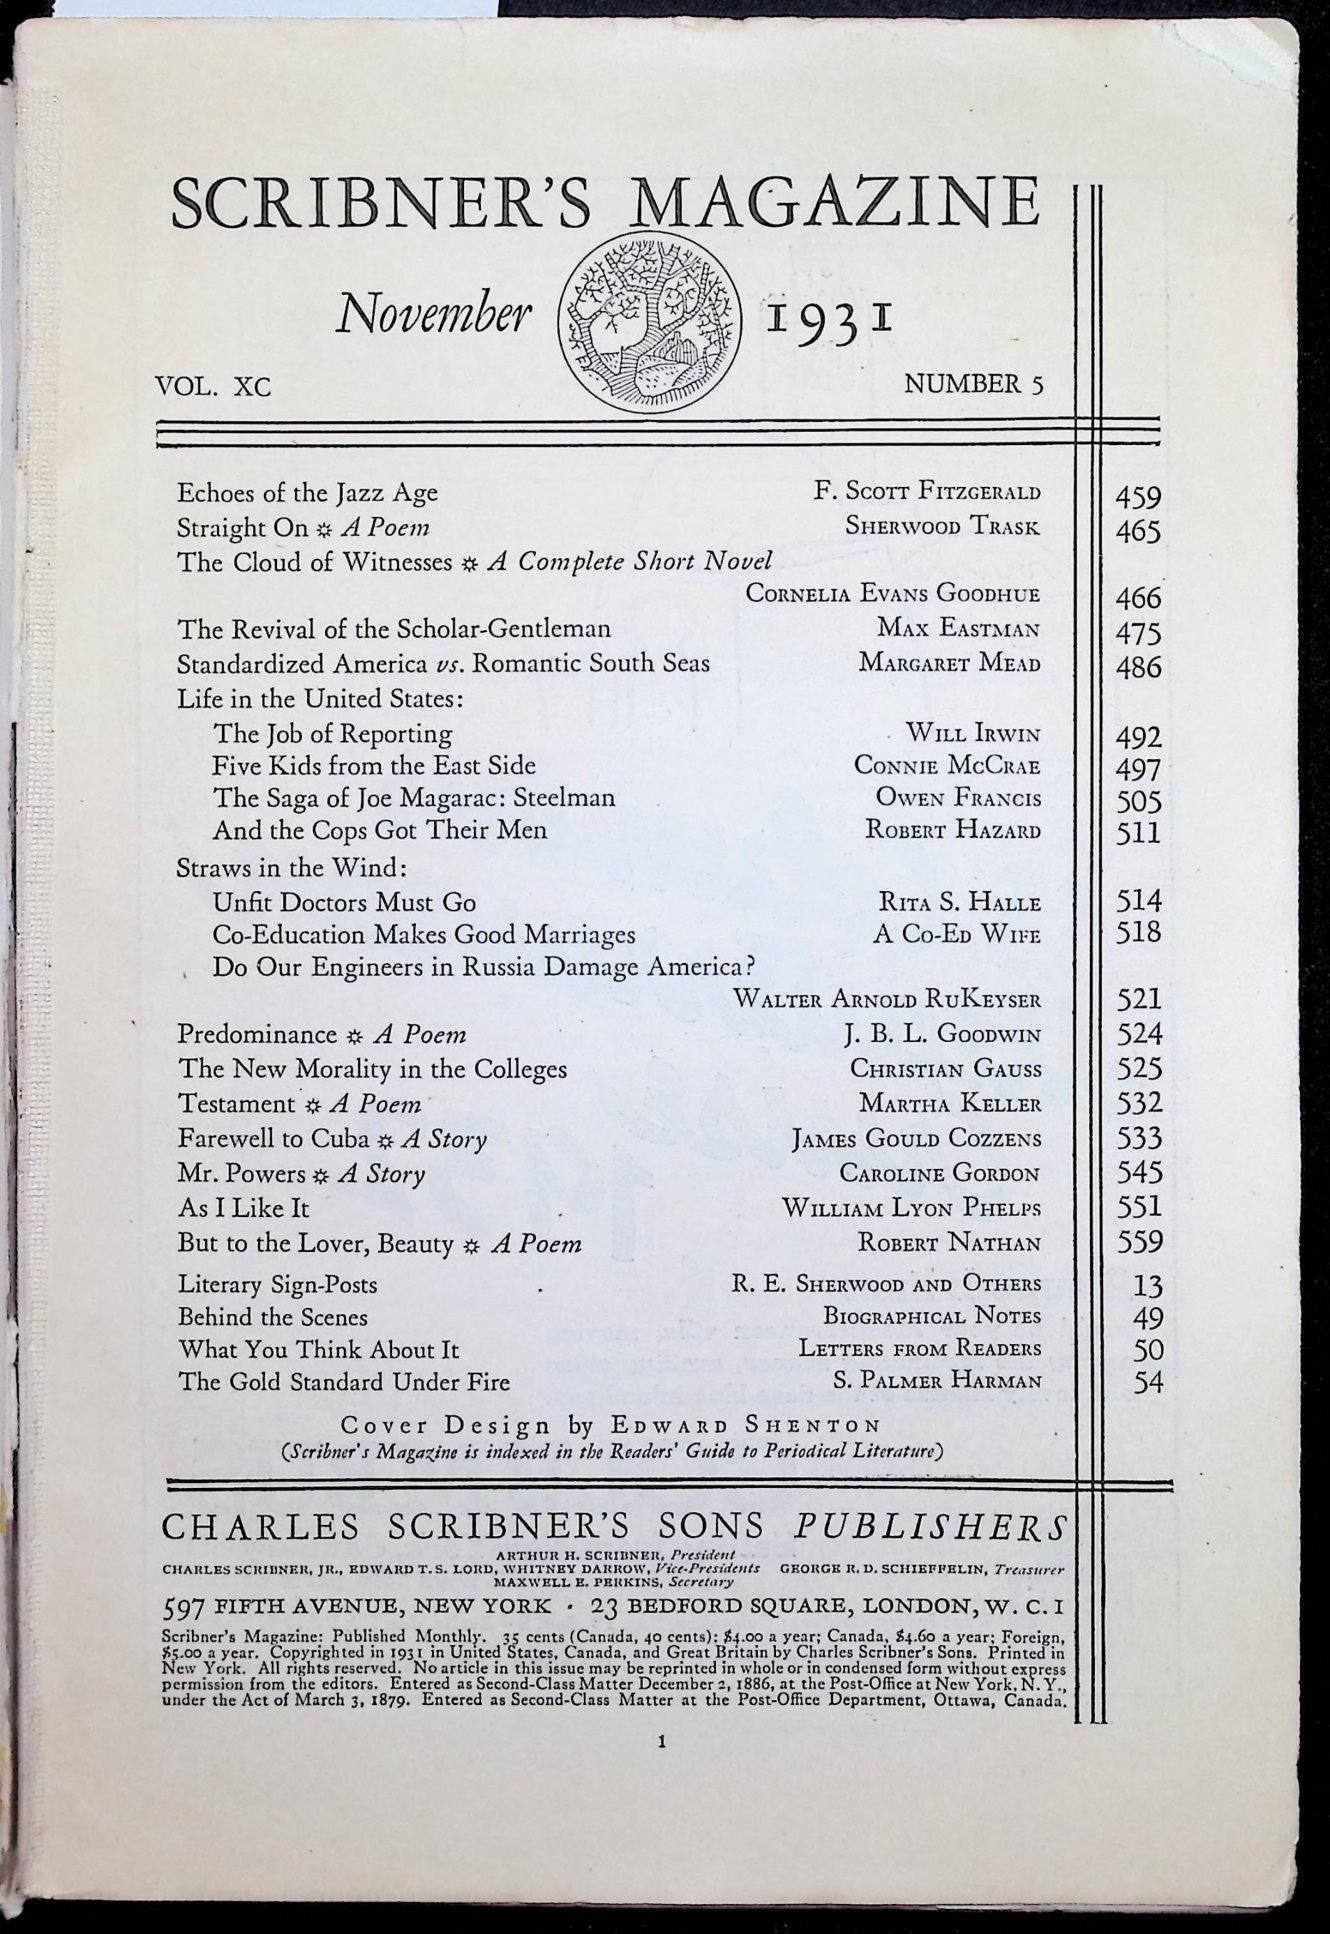 SCRIBNER'S MAGAZINE
November 1931
VOL. XC NUMBER 5
Echoes of the Jazz Age F. SCOTT FITZGERALD 459
Straight On ☼ A Poem SHERWOOD TRASK 465
The Cloud of Witnesses ☼ A Complete Short Novel
CORNELIA EVANS GOODHUE 466
The Revival of the Scholar-Gentleman MAX EASTMAN 475
Standardized America vs. Romantic South Seas MARGARET MEAD 486
Life in the United States:
The Job of Reporting WILL IRWIN 492
Five Kids from the East Side CONNIE MCCRAE 497
The Saga of Joe Magarac: Steelman OWEN FRANCIS 505
And the Cops Got Their Men ROBERT HAZARD 511
Straws in the Wind:
Unfit Doctors Must Go RITA S. HALLE 514
Co-Education Makes Good Marriages A CO-ED WIFE 518
Do Our Engineers in Russia Damage America?
WALTER ARNOLD RUKEYSER 521
Predominance ☼ A Poem J. B. L. GOODWIN 524
The New Morality in the Colleges CHRISTIAN GAUSS 525
Testament ☼ A Poem MARTHA KELLER 532
Farewell to Cuba ☼ A Story JAMES GOULD COZZENS 533
Mr. Powers ☼ A Story CAROLINE GORDON 545
As I Like It WILLIAM LYON PHELPS 551
But to the Lover, Beauty ☼ A Poem ROBERT NATHAN 559
Literary Sign-Posts R. E. SHERWOOD AND OTHERS 13
Behind the Scenes BIOGRAPHICAL NOTES 49
What You Think About It LETTERS FROM READERS 50
The Gold Standard Under Fire S. PALMER HARMAN 54
Cover Design by EDWARD SHENTON
(Scribner's Magazine is indexed in the Readers' Guide to Periodical Literature)
CHARLES SCRIBNER'S SONS PUBLISHERS
ARTHUR H. SCRIBNER, President
CHARLES SCRIBNER, JR., EDWARD T. S. LORD, WHITNEY DARROW, Vice-Presidents GEORGE R. D. SCHIEFFELIN, Treasurer
MAXWELL E. PERKINS, Secretary
597 FIFTH AVENUE, NEW YORK · 23 BEDFORD SQUARE, LONDON, W. C. 1
Scribner's Magazine: Published Monthly. 35 cents (Canada, 40 cents); $4.00 a year; Canada, $4.60 a year; Foreign,
$5.00 a year. Copyrighted in 1931 in United States, Canada, and Great Britain by Charles Scribner's Sons. Printed in
New York. All rights reserved. No article in this issue may be reprinted in whole or in condensed form without express
permission from the editors. Entered as Second-Class Matter December 2, 1886, at the Post-Office at New York, N. Y.,
under the Act of March 3, 1879. Entered as Second-Class Matter at the Post-Office Department, Ottawa, Canada.
1